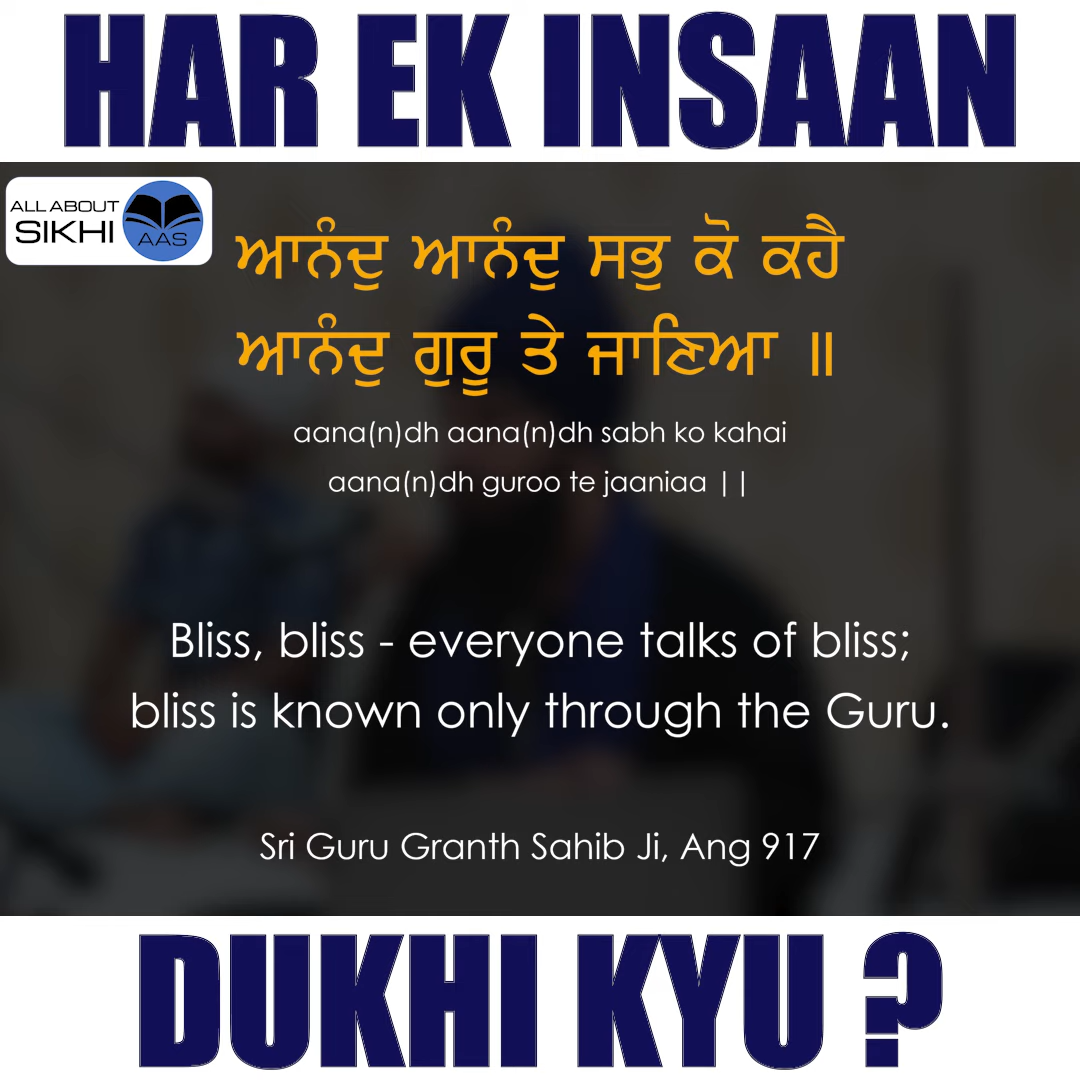 HAR EK INSAAN
ALL ABOUT
SIKHI
AAS
ਆਨੰਦੁ ਆਨੰਦੁ ਸਭੁ ਕੋ ਕਹੈ
ਆਨੰਦੁ ਗੁਰੂ ਤੇ ਜਾਣਿਆ ॥
aana(n)dh aana(n)dh sabh ko kahai
aana(n)dh guroo te jaaniaa ||
Bliss, bliss - everyone talks of bliss;
bliss is known only through the Guru.
Sri Guru Granth Sahib Ji, Ang 917
DUKHI KYU ?